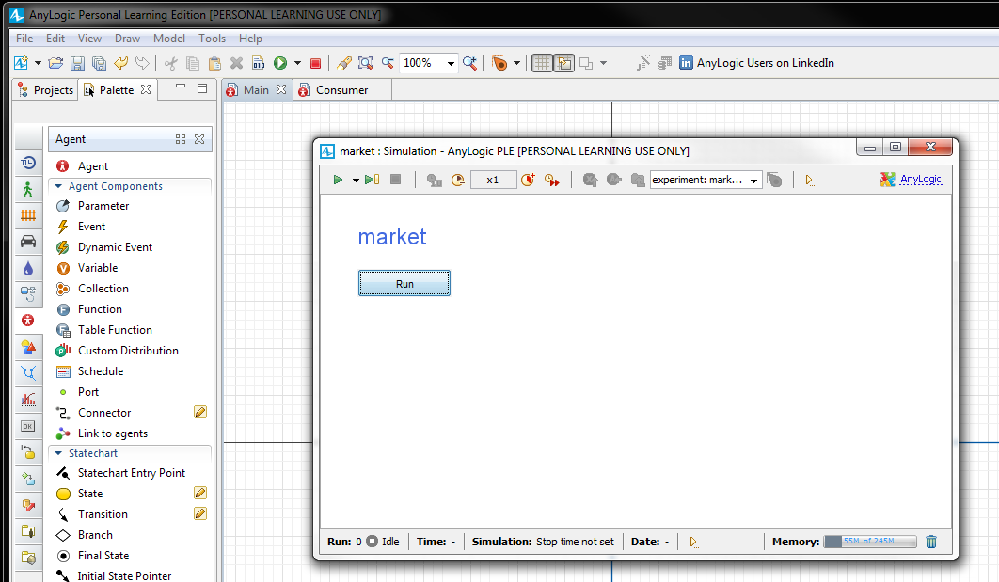 AnyLogic Personal Learning Edition [PERSONAL LEARNING USE ONLY]
File Edit View Draw Model Tools Help
100% AnyLogic Users on LinkedIn
Projects Palette Main Consumer
Agent
Agent
Agent Components
Parameter
Event
Dynamic Event
Variable
Collection
Function
Table Function
Custom Distribution
Schedule
Port
Connector
Link to agents
Statechart
Statechart Entry Point
State
Transition
Branch
Final State
Initial State Pointer
OK
market : Simulation - AnyLogic PLE [PERSONAL LEARNING USE ONLY]
x1 experiment: mark... AnyLogic
market
Run
Run: 0 Idle Time: - Simulation: Stop time not set Date: - Memory: 55M of 245M